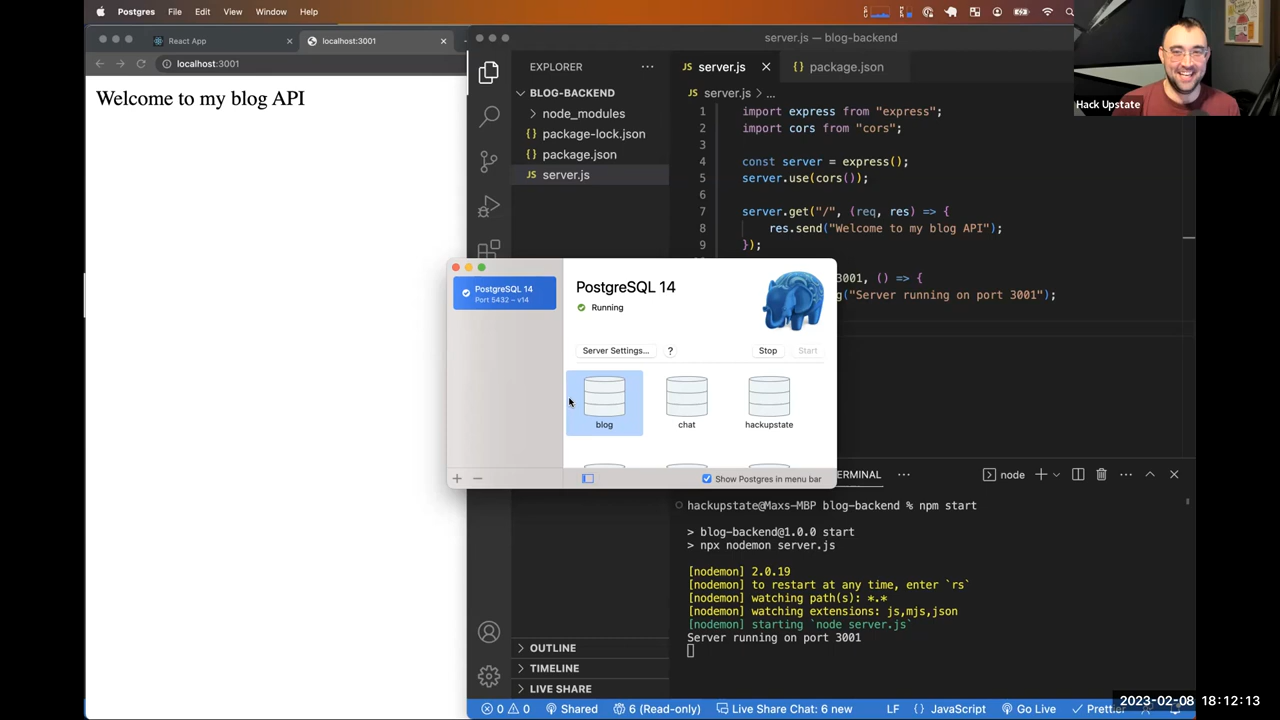 Postgres File Edit View Window Help
React App
localhost:3001
server.js — blog-backend
localhost:3001
Welcome to my blog API
EXPLORER
BLOG-BACKEND
node_modules
package-lock.json
package.json
server.js
JS server.js
{} package.json
JS server.js > ...
1 import express from "express";
2 import cors from "cors";
3
4 const server = express();
5 server.use(cors());
6
7 server.get("/", (req, res) => {
8 res.send("Welcome to my blog API");
9 });
3001, () => {
("Server running on port 3001");
Hack Upstate
PostgreSQL 14
Port 5432 – v14
PostgreSQL 14
Running
Server Settings...
?
Stop
Start
blog
chat
hackupstate
Show Postgres in menu bar
TERMINAL
node
hackupstate@Maxs-MBP blog-backend % npm start
> blog-backend@1.0.0 start
> npx nodemon server.js
[nodemon] 2.0.19
[nodemon] to restart at any time, enter `rs`
[nodemon] watching path(s): *.*
[nodemon] watching extensions: js,mjs,json
[nodemon] starting `node server.js`
Server running on port 3001
OUTLINE
TIMELINE
LIVE SHARE
0 0 Shared 6 (Read-only) Live Share Chat: 6 new LF {} JavaScript Go Live Prettier
2023-02-08 18:12:13